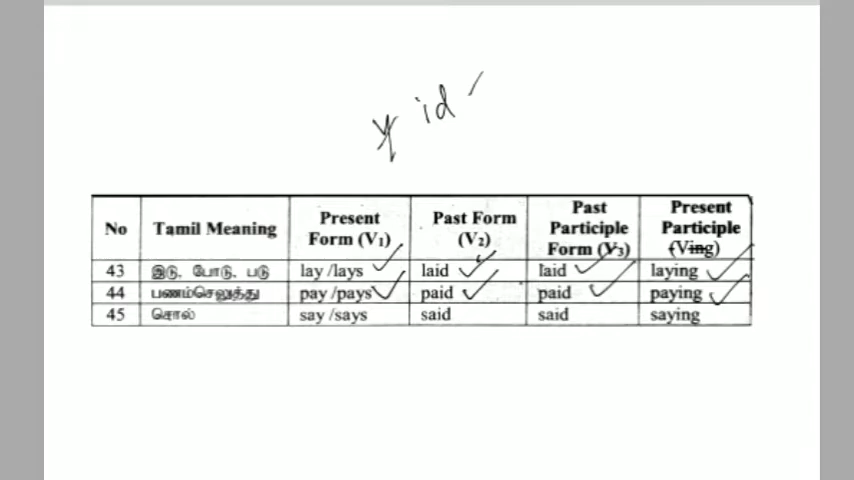 y id
No Tamil Meaning Present Form (V1) Past Form (V2) Past Participle Form (V3) Present Participle (Ving)
43 இடு, போடு, படு lay /lays laid laid laying
44 பணம்செலுத்து pay /pays paid paid paying
45 சொல் say /says said said saying